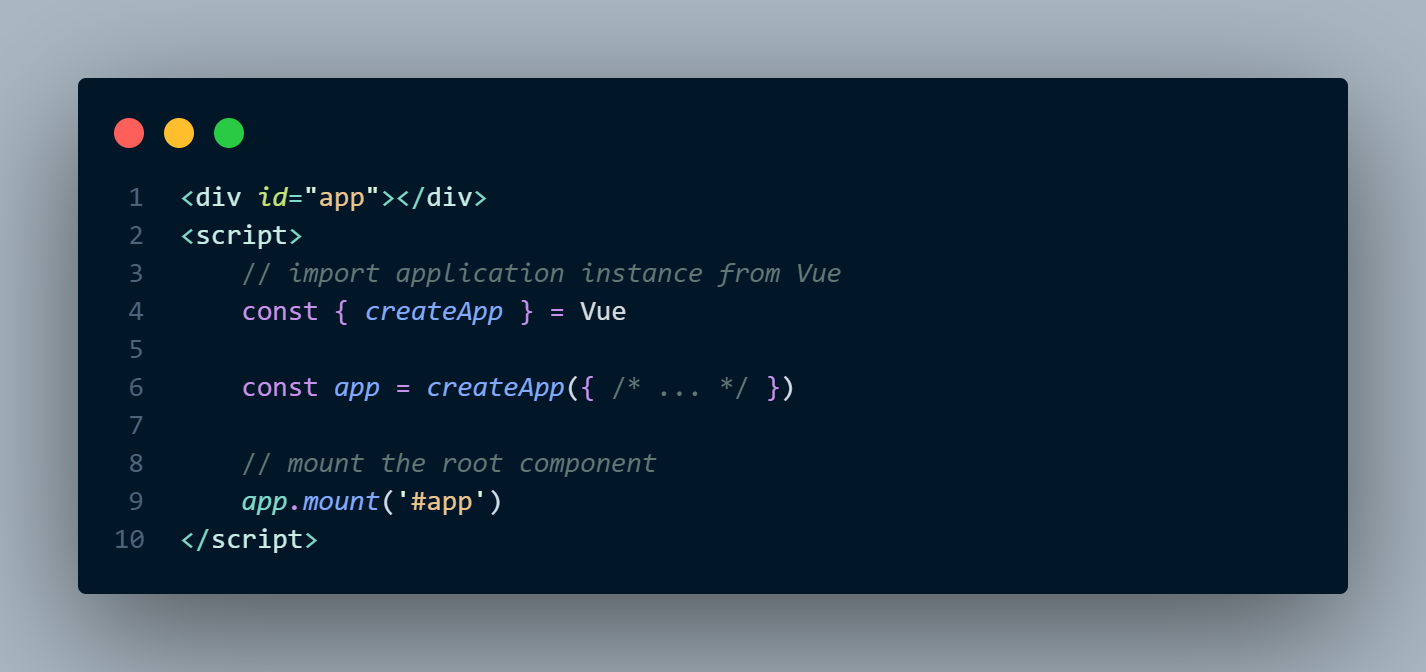 1 <div id="app"></div>
2 <script>
3     // import application instance from Vue
4     const { createApp } = Vue
5
6     const app = createApp({ /* ... */ })
7
8     // mount the root component
9     app.mount('#app')
10 </script>